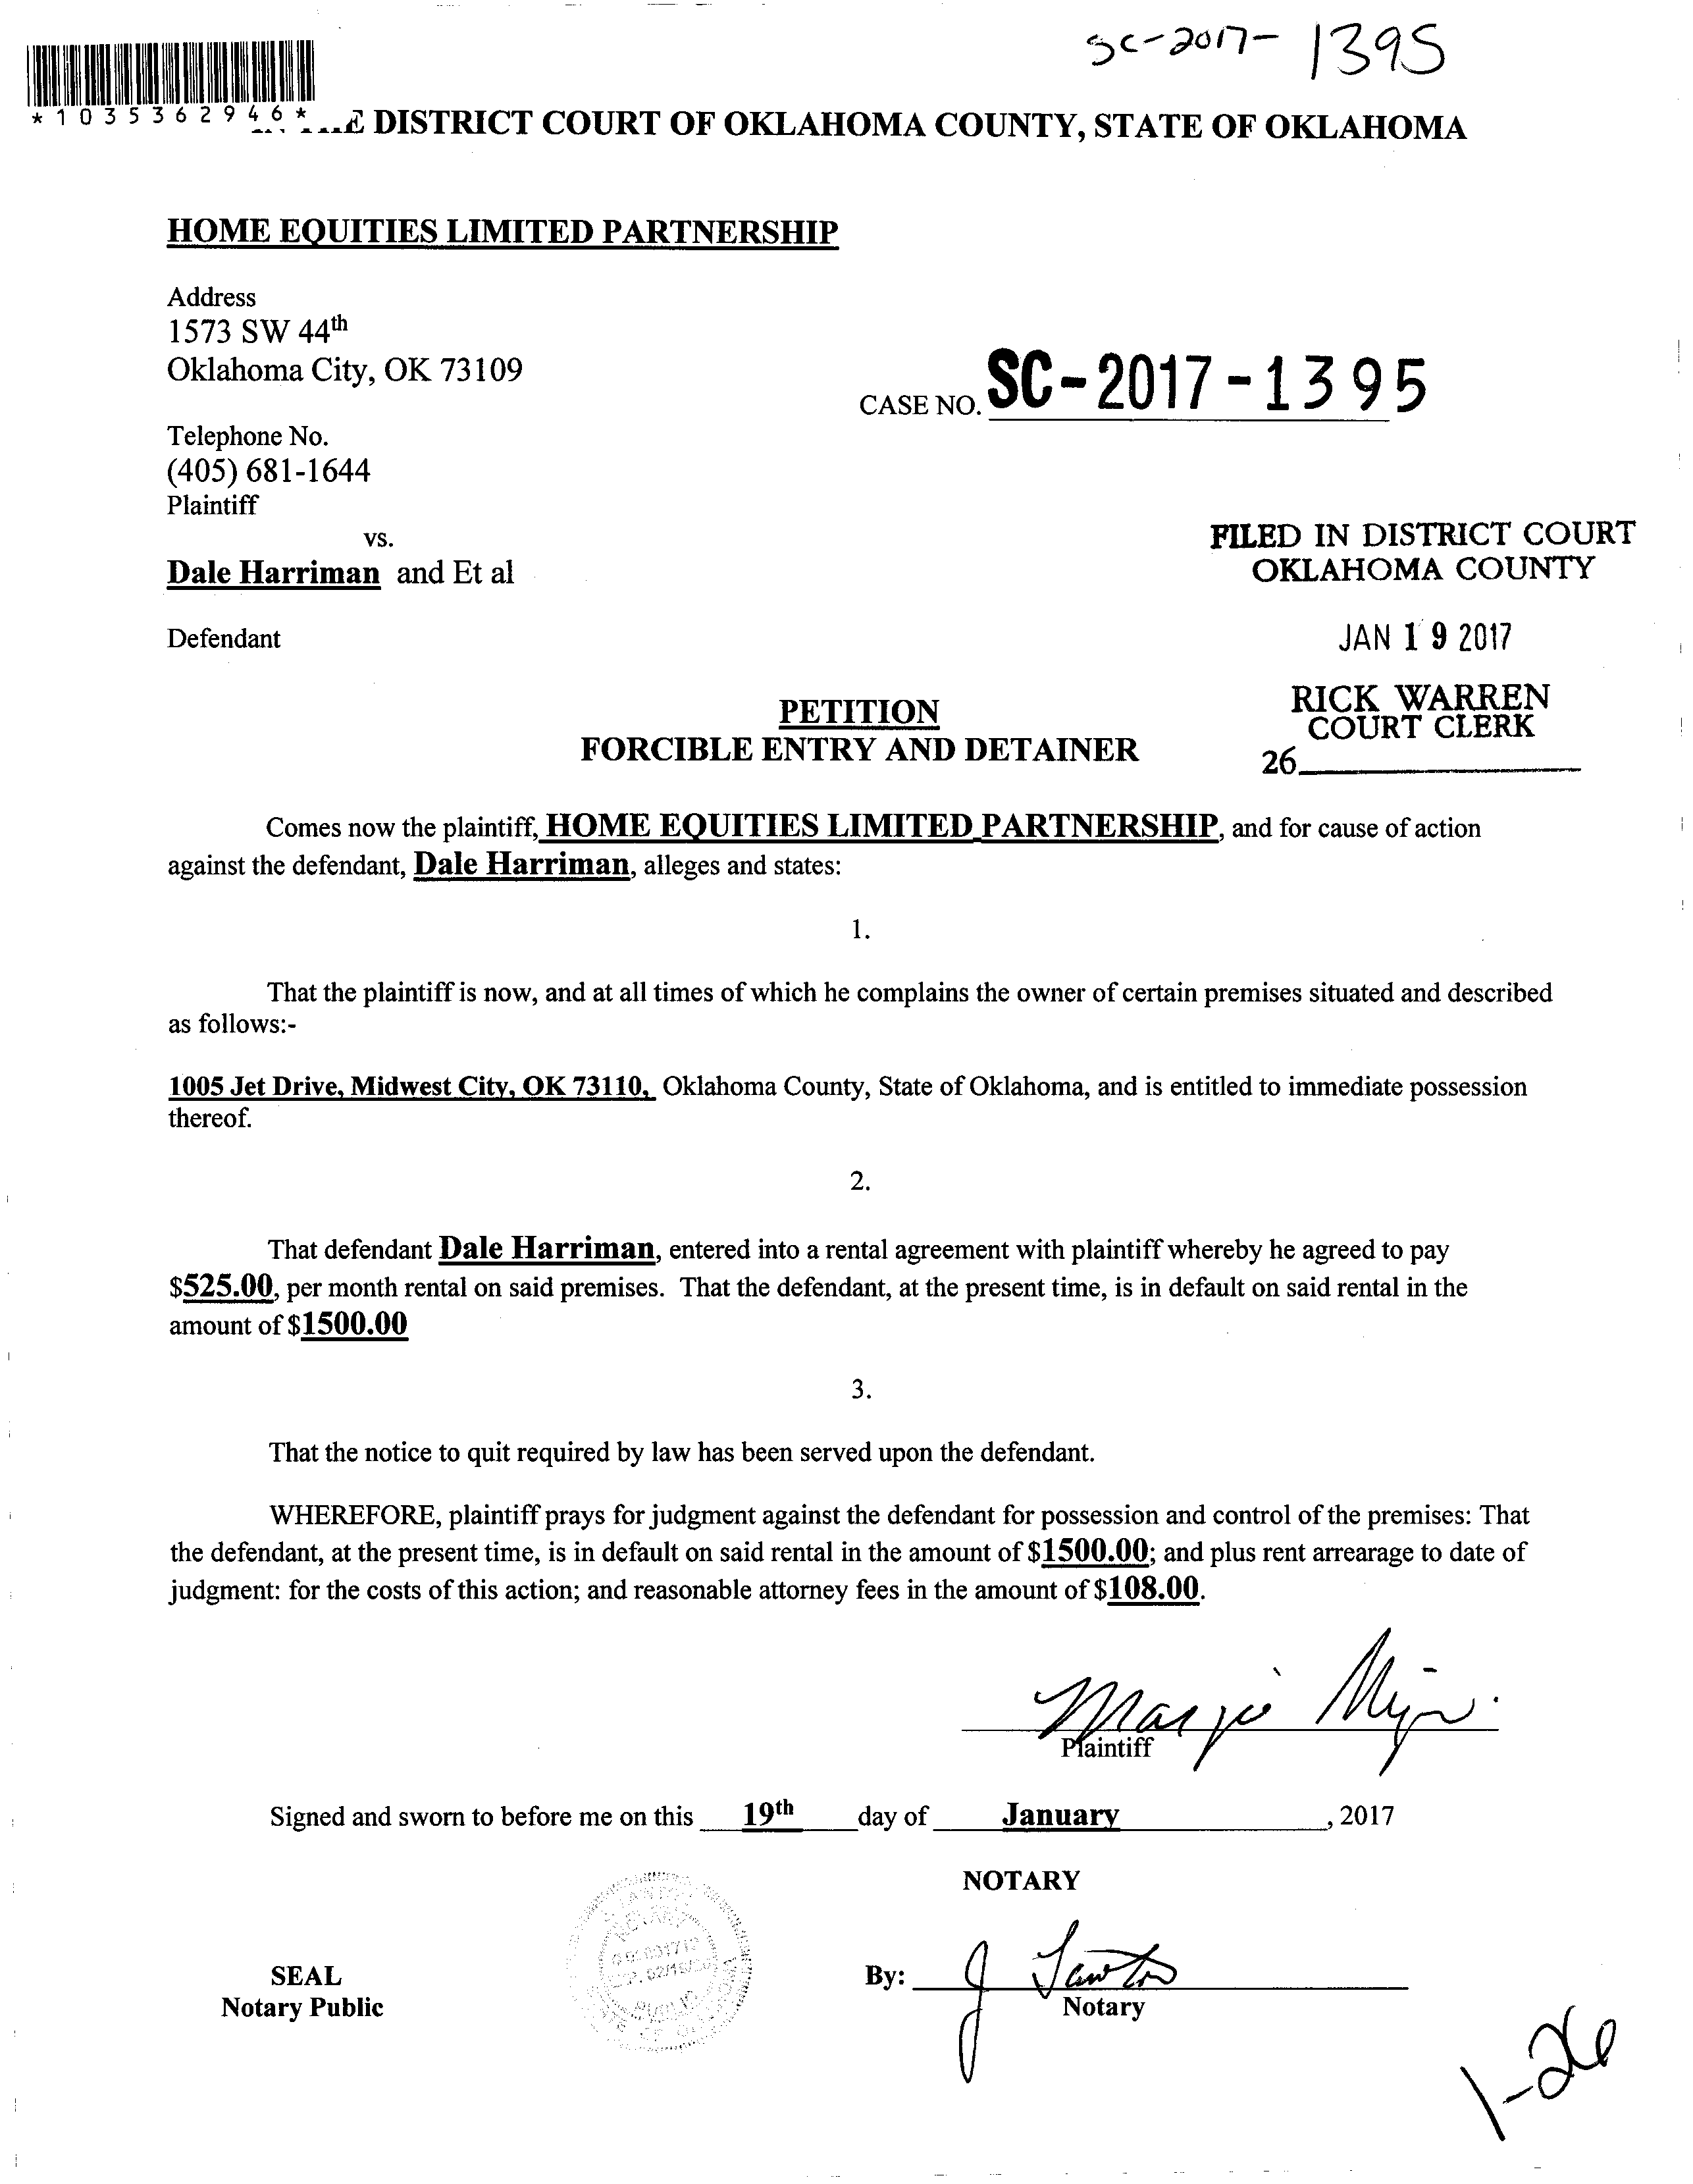 SC-2017-1395
*1035362946*
DISTRICT COURT OF OKLAHOMA COUNTY, STATE OF OKLAHOMA
HOME EQUITIES LIMITED PARTNERSHIP
Address
1573 SW 44th
Oklahoma City, OK 73109
CASE NO. SC-2017-1395
Telephone No.
(405) 681-1644
Plaintiff
vs.
Dale Harriman and Et al
Defendant
FILED IN DISTRICT COURT
OKLAHOMA COUNTY
JAN 19 2017
RICK WARREN
COURT CLERK
26
PETITION
FORCIBLE ENTRY AND DETAINER
Comes now the plaintiff, HOME EQUITIES LIMITED PARTNERSHIP, and for cause of action
against the defendant, Dale Harriman, alleges and states:
1.
That the plaintiff is now, and at all times of which he complains the owner of certain premises situated and described
as follows:-
1005 Jet Drive, Midwest City, OK 73110, Oklahoma County, State of Oklahoma, and is entitled to immediate possession
thereof.
2.
That defendant Dale Harriman, entered into a rental agreement with plaintiff whereby he agreed to pay
$525.00, per month rental on said premises. That the defendant, at the present time, is in default on said rental in the
amount of $1500.00
3.
That the notice to quit required by law has been served upon the defendant.
WHEREFORE, plaintiff prays for judgment against the defendant for possession and control of the premises: That
the defendant, at the present time, is in default on said rental in the amount of $1500.00; and plus rent arrearage to date of
judgment: for the costs of this action; and reasonable attorney fees in the amount of $108.00.
Plaintiff
Signed and sworn to before me on this 19th day of January, 2017
NOTARY
SEAL
Notary Public
By: J
Notary
1-26